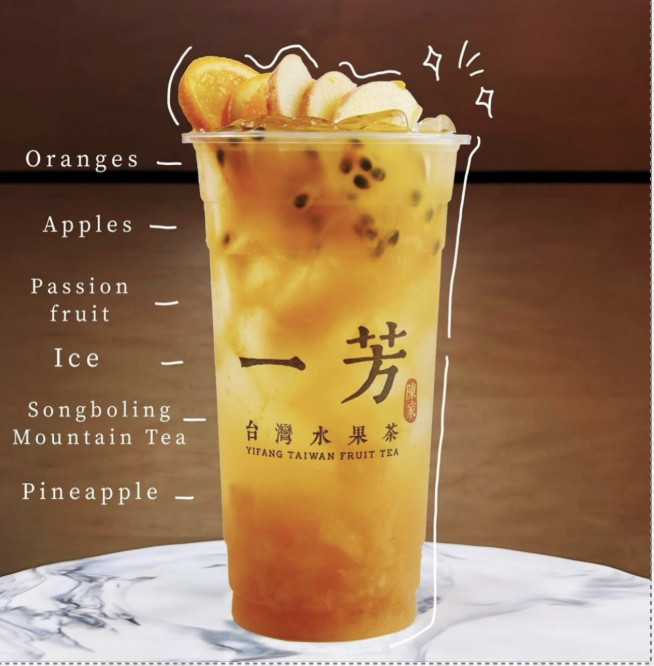 Oranges
Apples
Passion
fruit
Ice
Songboling
Mountain Tea
Pineapple
一芳
陳家
台灣水果茶
YIFANG TAIWAN FRUIT TEA